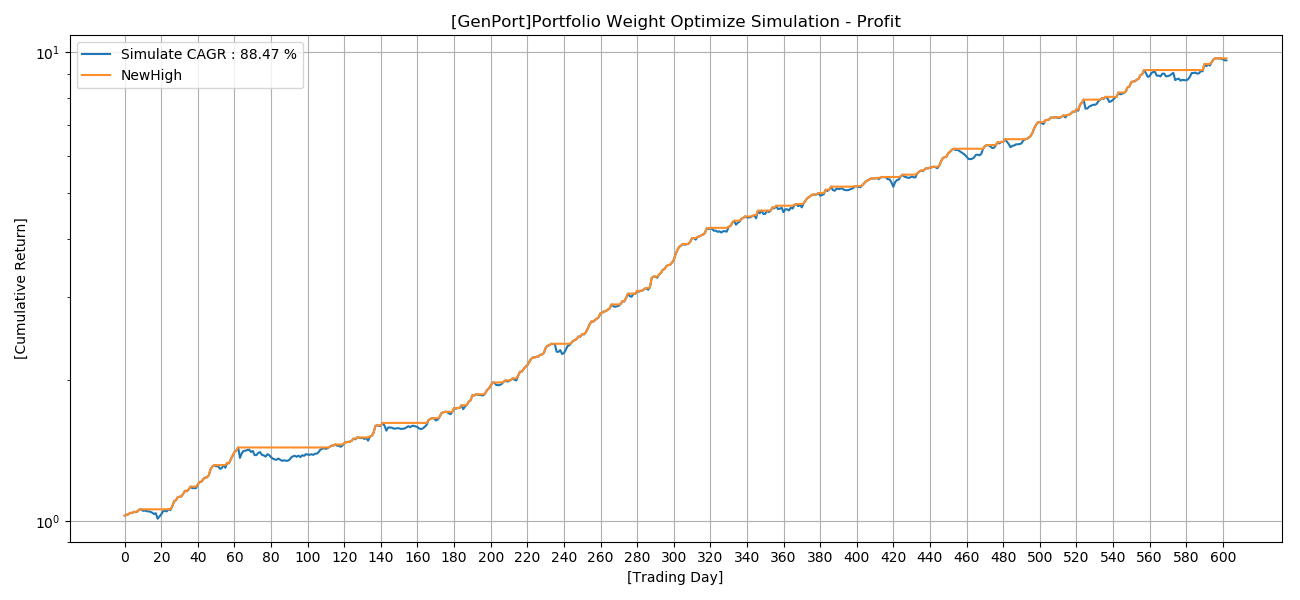 [GenPort]Portfolio Weight Optimize Simulation - Profit
Simulate CAGR : 88.47 %
NewHigh
10¹
10⁰
[Cumulative Return]
0 20 40 60 80 100 120 140 160 180 200 220 240 260 280 300 320 340 360 380 400 420 440 460 480 500 520 540 560 580 600
[Trading Day]